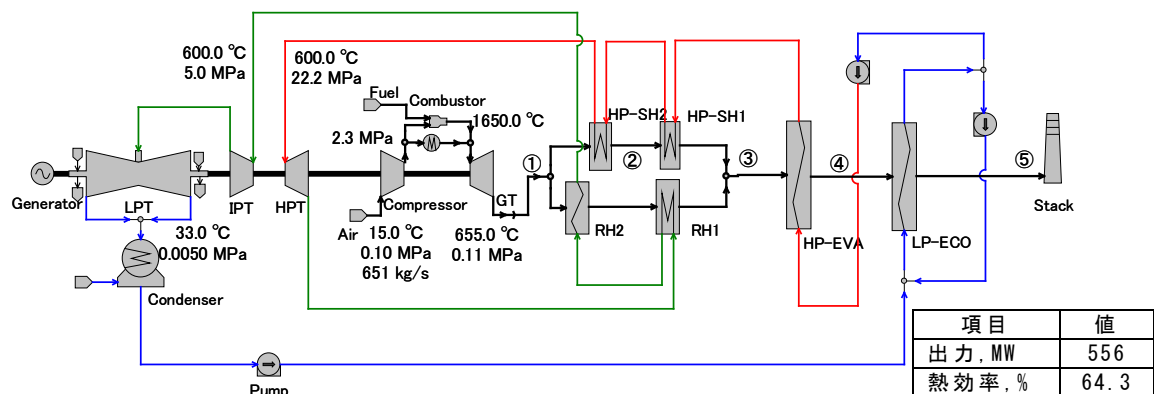 600.0 ℃
5.0 MPa
600.0 ℃
22.2 MPa
Fuel
Combustor
1650.0 ℃
2.3 MPa
HP-SH2
HP-SH1
①
②
③
④
⑤
Generator
LPT
IPT
HPT
Compressor
GT
RH2
RH1
HP-EVA
LP-ECO
Stack
Air
15.0 ℃
0.10 MPa
651 kg/s
655.0 ℃
0.11 MPa
33.0 ℃
0.0050 MPa
Condenser
Pump
項目 値
出力, MW 556
熱効率, % 64.3